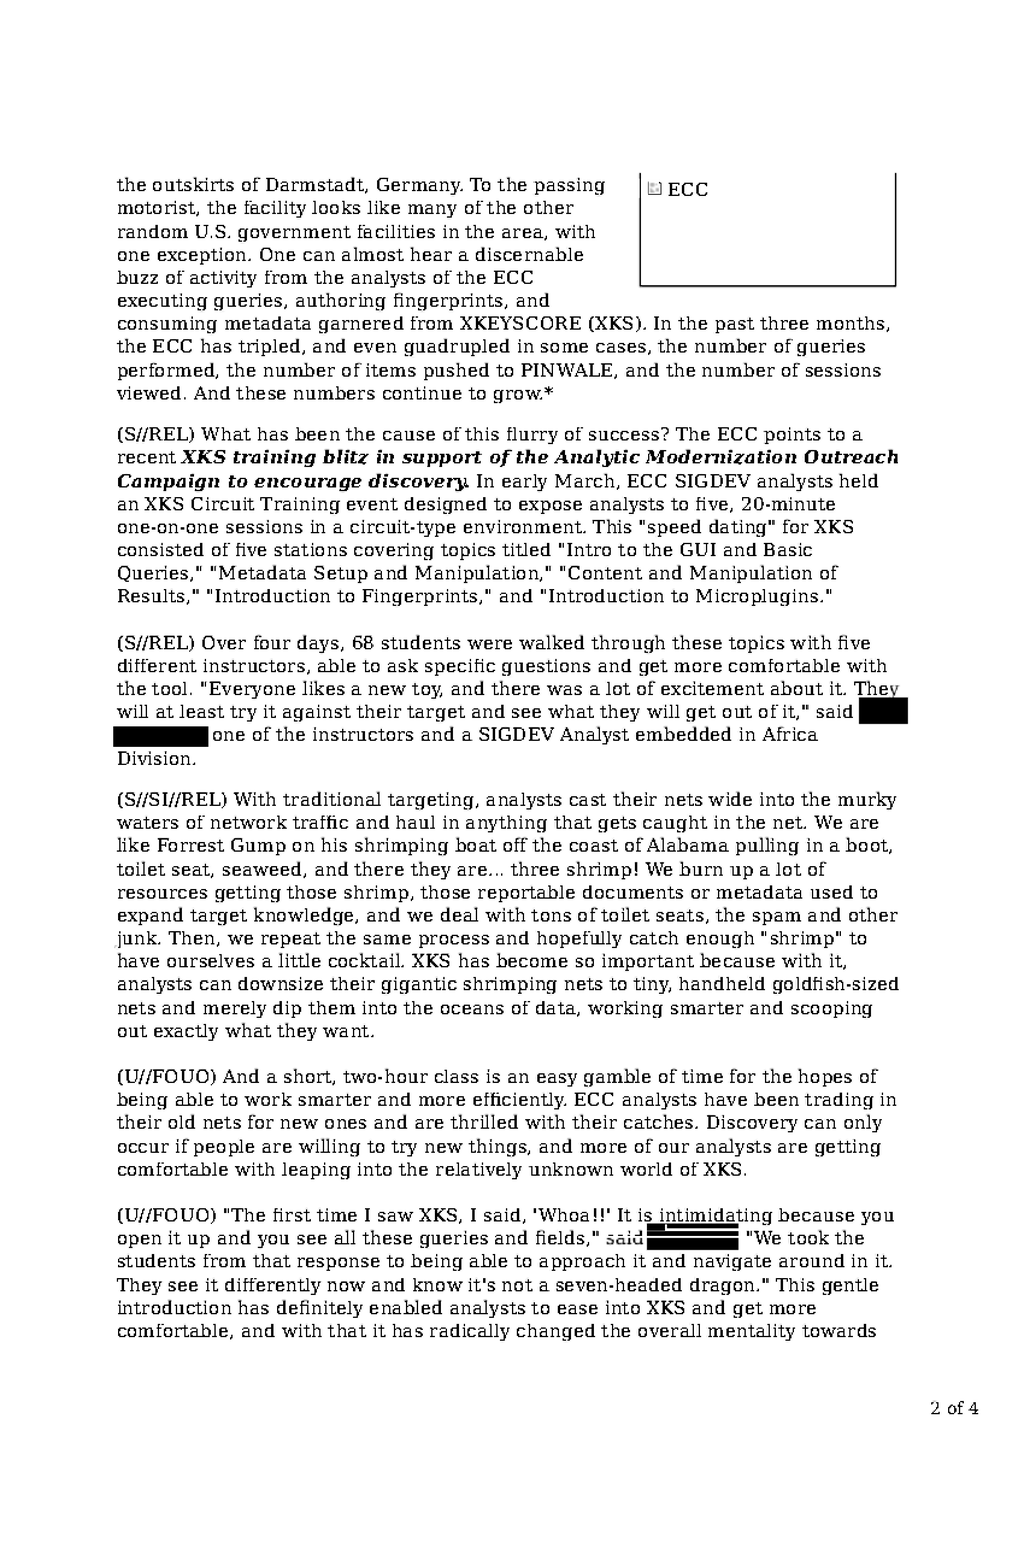 the outskirts of Darmstadt, Germany. To the passing
ECC
motorist, the facility looks like many of the other
random U.S. government facilities in the area, with
one exception. One can almost hear a discernable
buzz of activity from the analysts of the ECC
executing queries, authoring fingerprints, and
consuming metadata garnered from XKEYSCORE (XKS). In the past three months,
the ECC has tripled, and even quadrupled in some cases, the number of queries
performed, the number of items pushed to PINWALE, and the number of sessions
viewed. And these numbers continue to grow.*
(S//REL) What has been the cause of this flurry of success? The ECC points to a
recent XKS training blitz in support of the Analytic Modernization Outreach
Campaign to encourage discovery. In early March, ECC SIGDEV analysts held
an XKS Circuit Training event designed to expose analysts to five, 20-minute
one-on-one sessions in a circuit-type environment. This "speed dating" for XKS
consisted of five stations covering topics titled "Intro to the GUI and Basic
Queries," "Metadata Setup and Manipulation," "Content and Manipulation of
Results," "Introduction to Fingerprints," and "Introduction to Microplugins."
(S//REL) Over four days, 68 students were walked through these topics with five
different instructors, able to ask specific questions and get more comfortable with
the tool. "Everyone likes a new toy, and there was a lot of excitement about it. They
will at least try it against their target and see what they will get out of it," said
one of the instructors and a SIGDEV Analyst embedded in Africa
Division.
(S//SI//REL) With traditional targeting, analysts cast their nets wide into the murky
waters of network traffic and haul in anything that gets caught in the net. We are
like Forrest Gump on his shrimping boat off the coast of Alabama pulling in a boot,
toilet seat, seaweed, and there they are... three shrimp! We burn up a lot of
resources getting those shrimp, those reportable documents or metadata used to
expand target knowledge, and we deal with tons of toilet seats, the spam and other
junk. Then, we repeat the same process and hopefully catch enough "shrimp" to
have ourselves a little cocktail. XKS has become so important because with it,
analysts can downsize their gigantic shrimping nets to tiny, handheld goldfish-sized
nets and merely dip them into the oceans of data, working smarter and scooping
out exactly what they want.
(U//FOUO) And a short, two-hour class is an easy gamble of time for the hopes of
being able to work smarter and more efficiently. ECC analysts have been trading in
their old nets for new ones and are thrilled with their catches. Discovery can only
occur if people are willing to try new things, and more of our analysts are getting
comfortable with leaping into the relatively unknown world of XKS.
(U//FOUO) "The first time I saw XKS, I said, 'Whoa!!' It is intimidating because you
open it up and you see all these queries and fields," said "We took the
students from that response to being able to approach it and navigate around in it.
They see it differently now and know it's not a seven-headed dragon." This gentle
introduction has definitely enabled analysts to ease into XKS and get more
comfortable, and with that it has radically changed the overall mentality towards
2 of 4